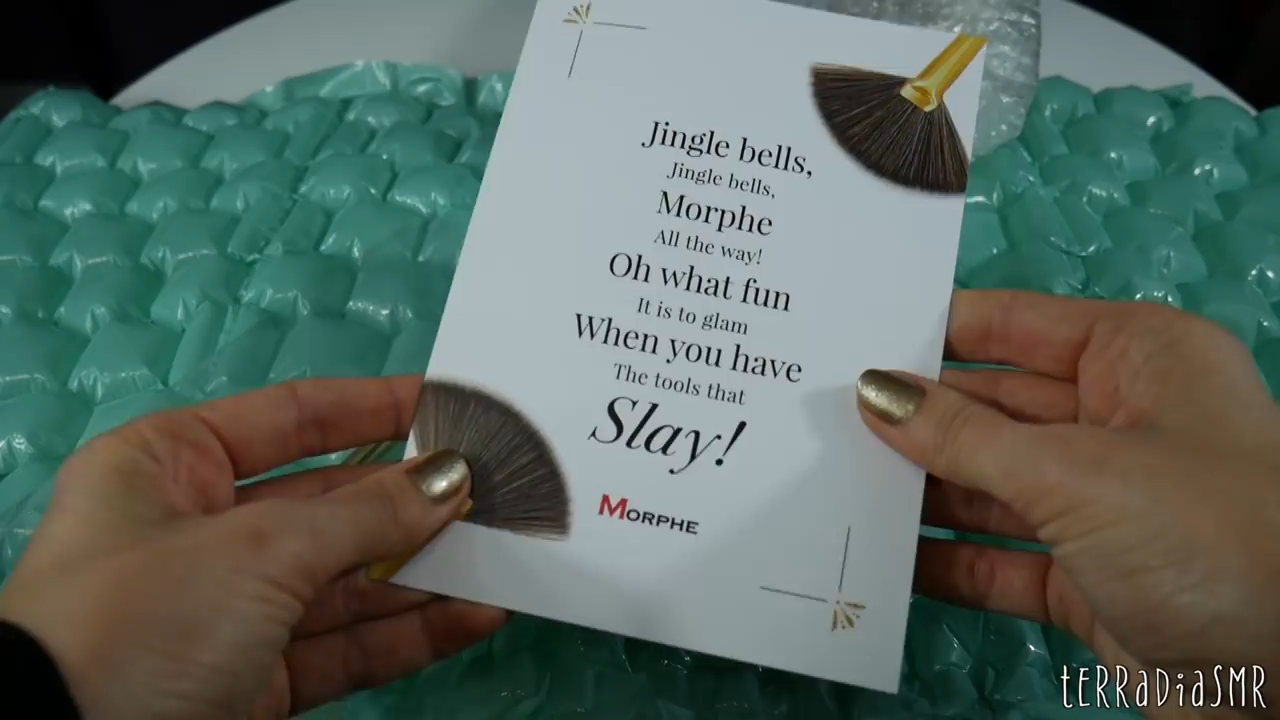 Jingle bells,
Jingle bells,
Morphe
All the way!
Oh what fun
It is to glam
When you have
The tools that
Slay!
MORPHE
tERRaDiaSMR